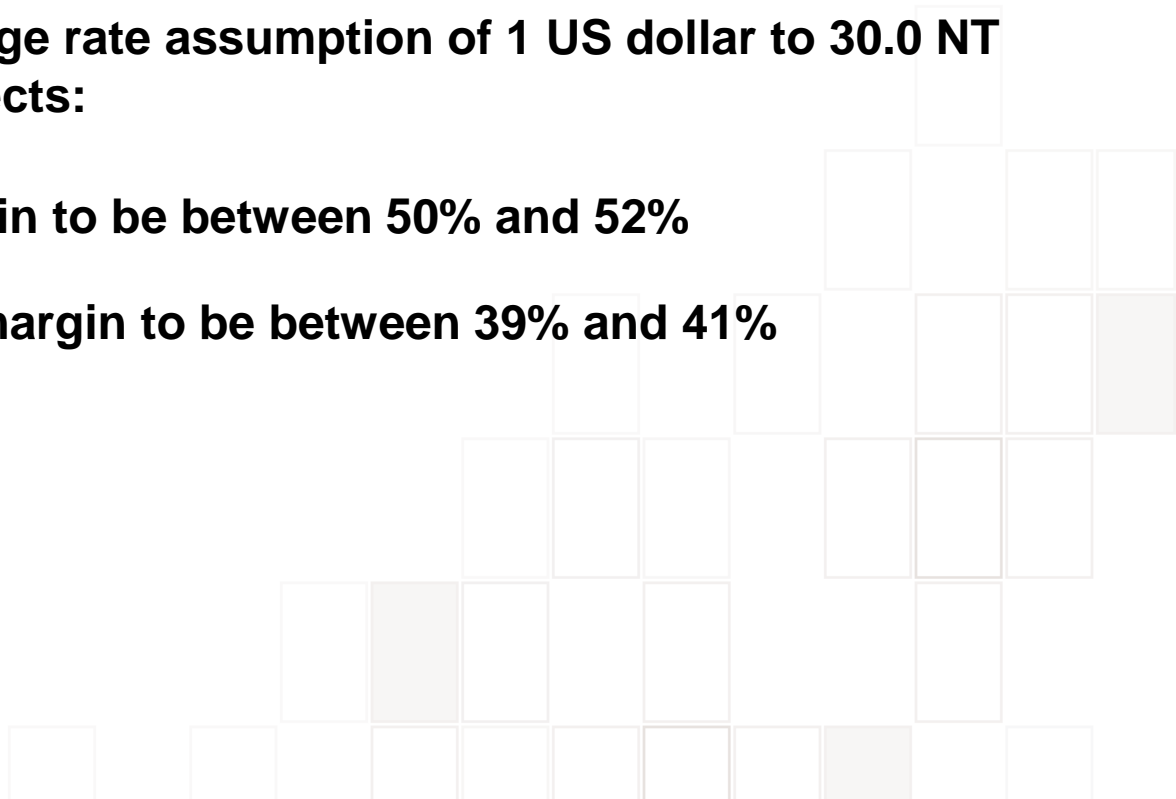 ge rate assumption of 1 US dollar to 30.0 NT
cts:
in to be between 50% and 52%
margin to be between 39% and 41%